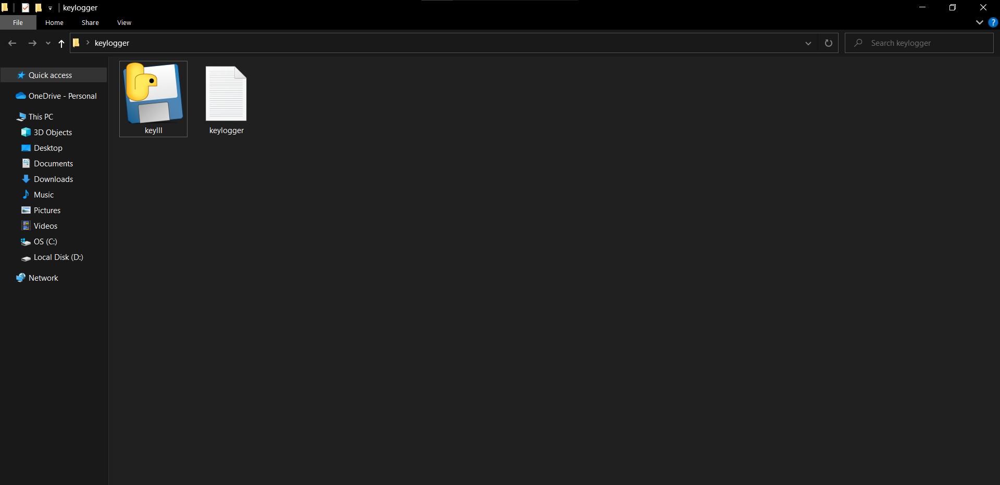 keylogger
File Home Share View
?
keylogger
Search keylogger
Quick access
OneDrive - Personal
This PC
3D Objects
Desktop
Documents
Downloads
Music
Pictures
Videos
OS (C:)
Local Disk (D:)
Network
keylll
keylogger